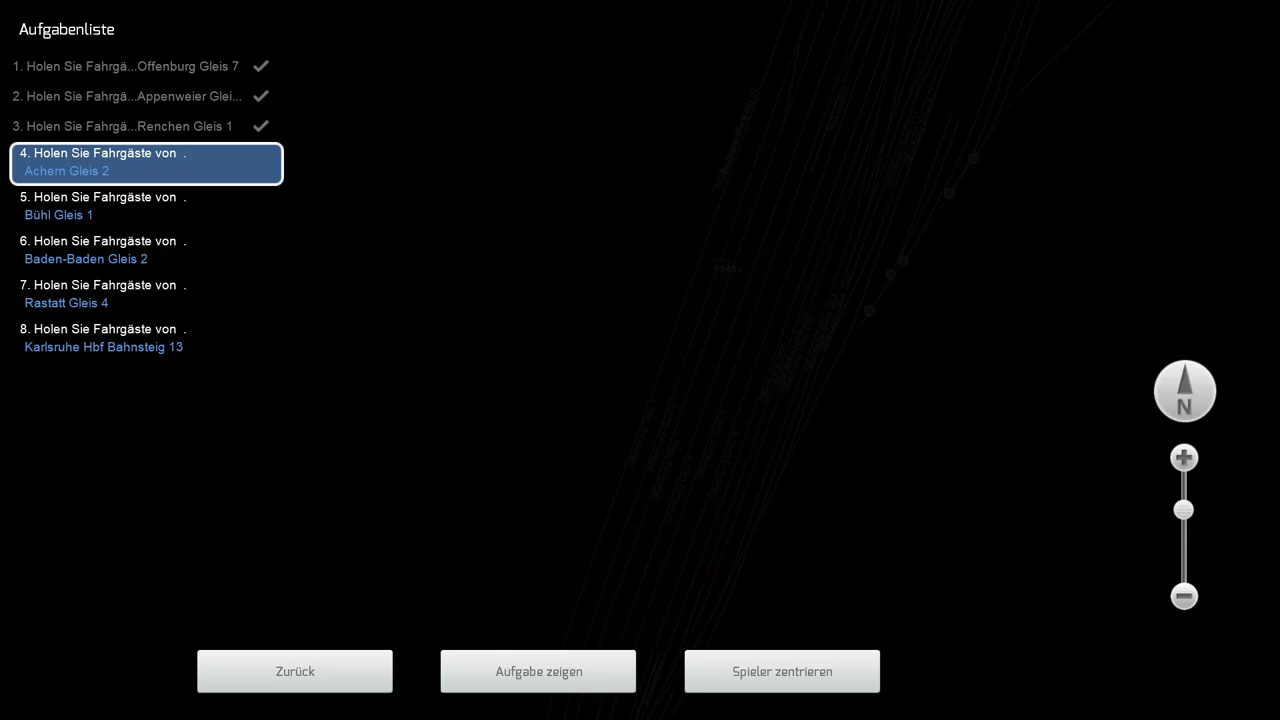 Aufgabenliste
1. Holen Sie Fahrgä...Offenburg Gleis 7
2. Holen Sie Fahrgä...Appenweier Glei...
3. Holen Sie Fahrgä...Renchen Gleis 1
4. Holen Sie Fahrgäste von .
Achern Gleis 2
5. Holen Sie Fahrgäste von .
Bühl Gleis 1
6. Holen Sie Fahrgäste von .
Baden-Baden Gleis 2
7. Holen Sie Fahrgäste von .
Rastatt Gleis 4
8. Holen Sie Fahrgäste von .
Karlsruhe Hbf Bahnsteig 13
N
Zurück
Aufgabe zeigen
Spieler zentrieren